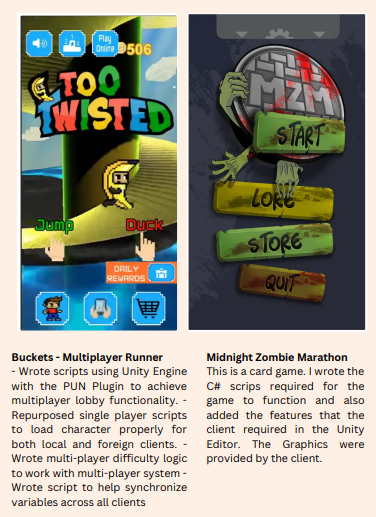 Play
Online
506
TOO
TWISTED
Jump
Duck
DAILY
REWARDS
MZM
START
LORE
STORE
QUIT
Buckets - Multiplayer Runner
- Wrote scripts using Unity Engine
with the PUN Plugin to achieve
multiplayer lobby functionality. -
Repurposed single player scripts
to load character properly for
both local and foreign clients. -
Wrote multi-player difficulty logic
to work with multi-player system -
Wrote script to help synchronize
variables across all clients
Midnight Zombie Marathon
This is a card game. I wrote the
C# scrips required for the
game to function and also
added the features that the
client required in the Unity
Editor. The Graphics were
provided by the client.